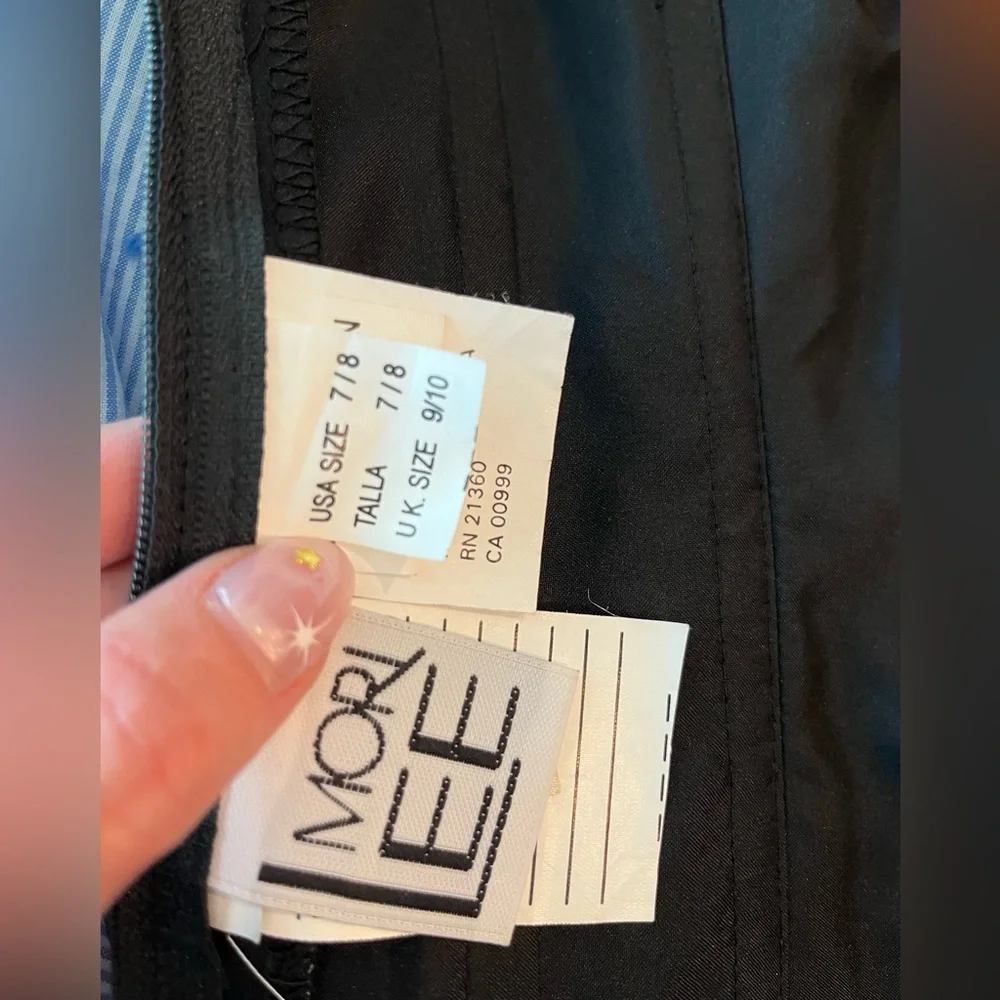 USA SIZE 7/8
TALLA 7/8
U K. SIZE 9/10
RN 21360
CA 00999
MORI
LEE